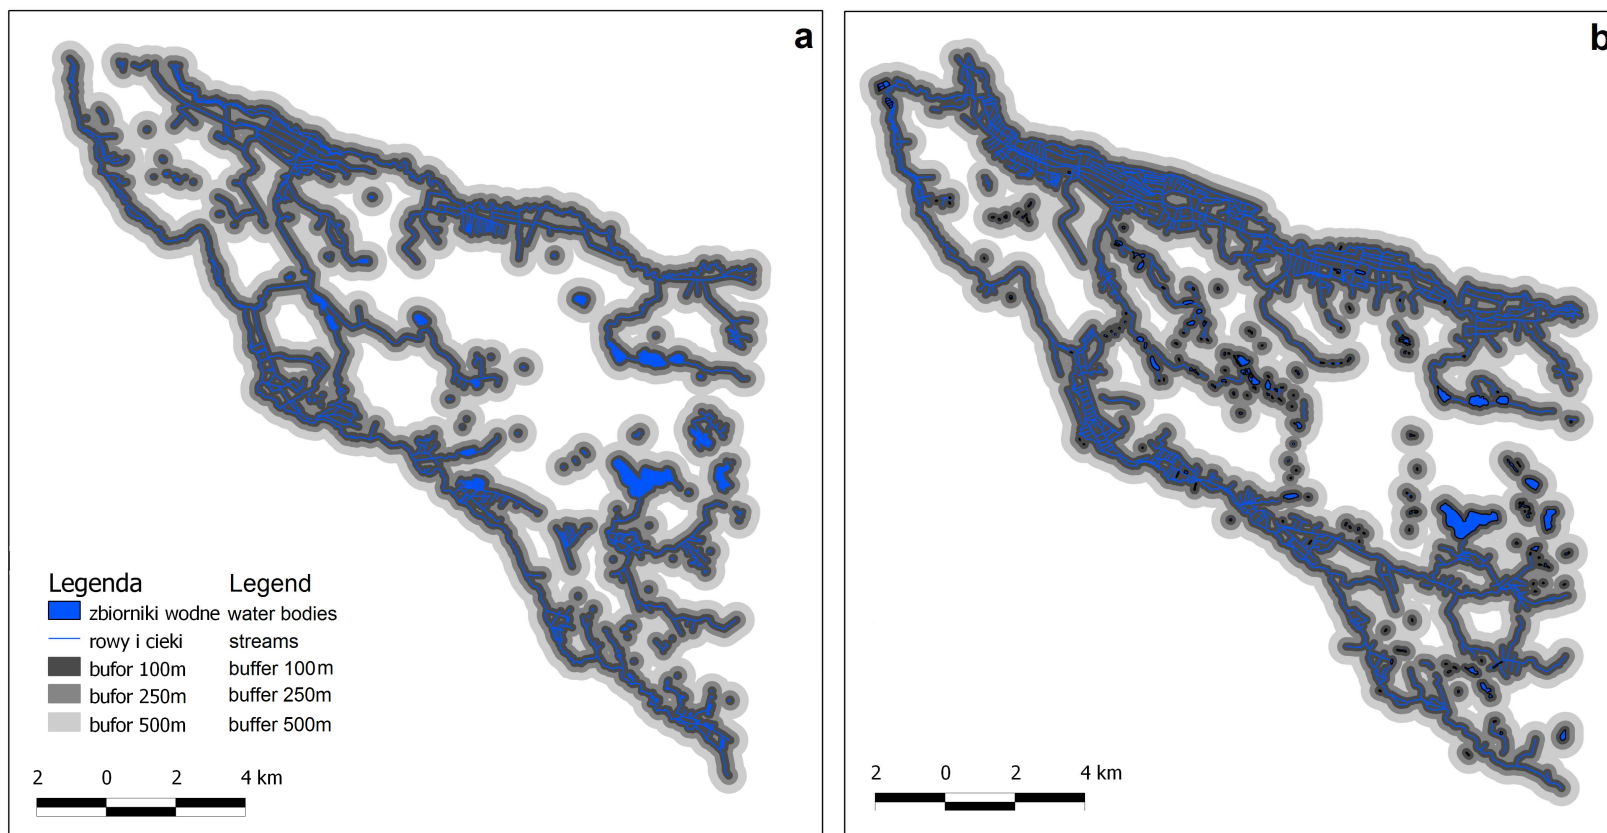 a
b
Legenda Legend
zbiorniki wodne water bodies
rowy i cieki streams
bufor 100m buffer 100m
bufor 250m buffer 250m
bufor 500m buffer 500m
2 0 2 4 km
2 0 2 4 km